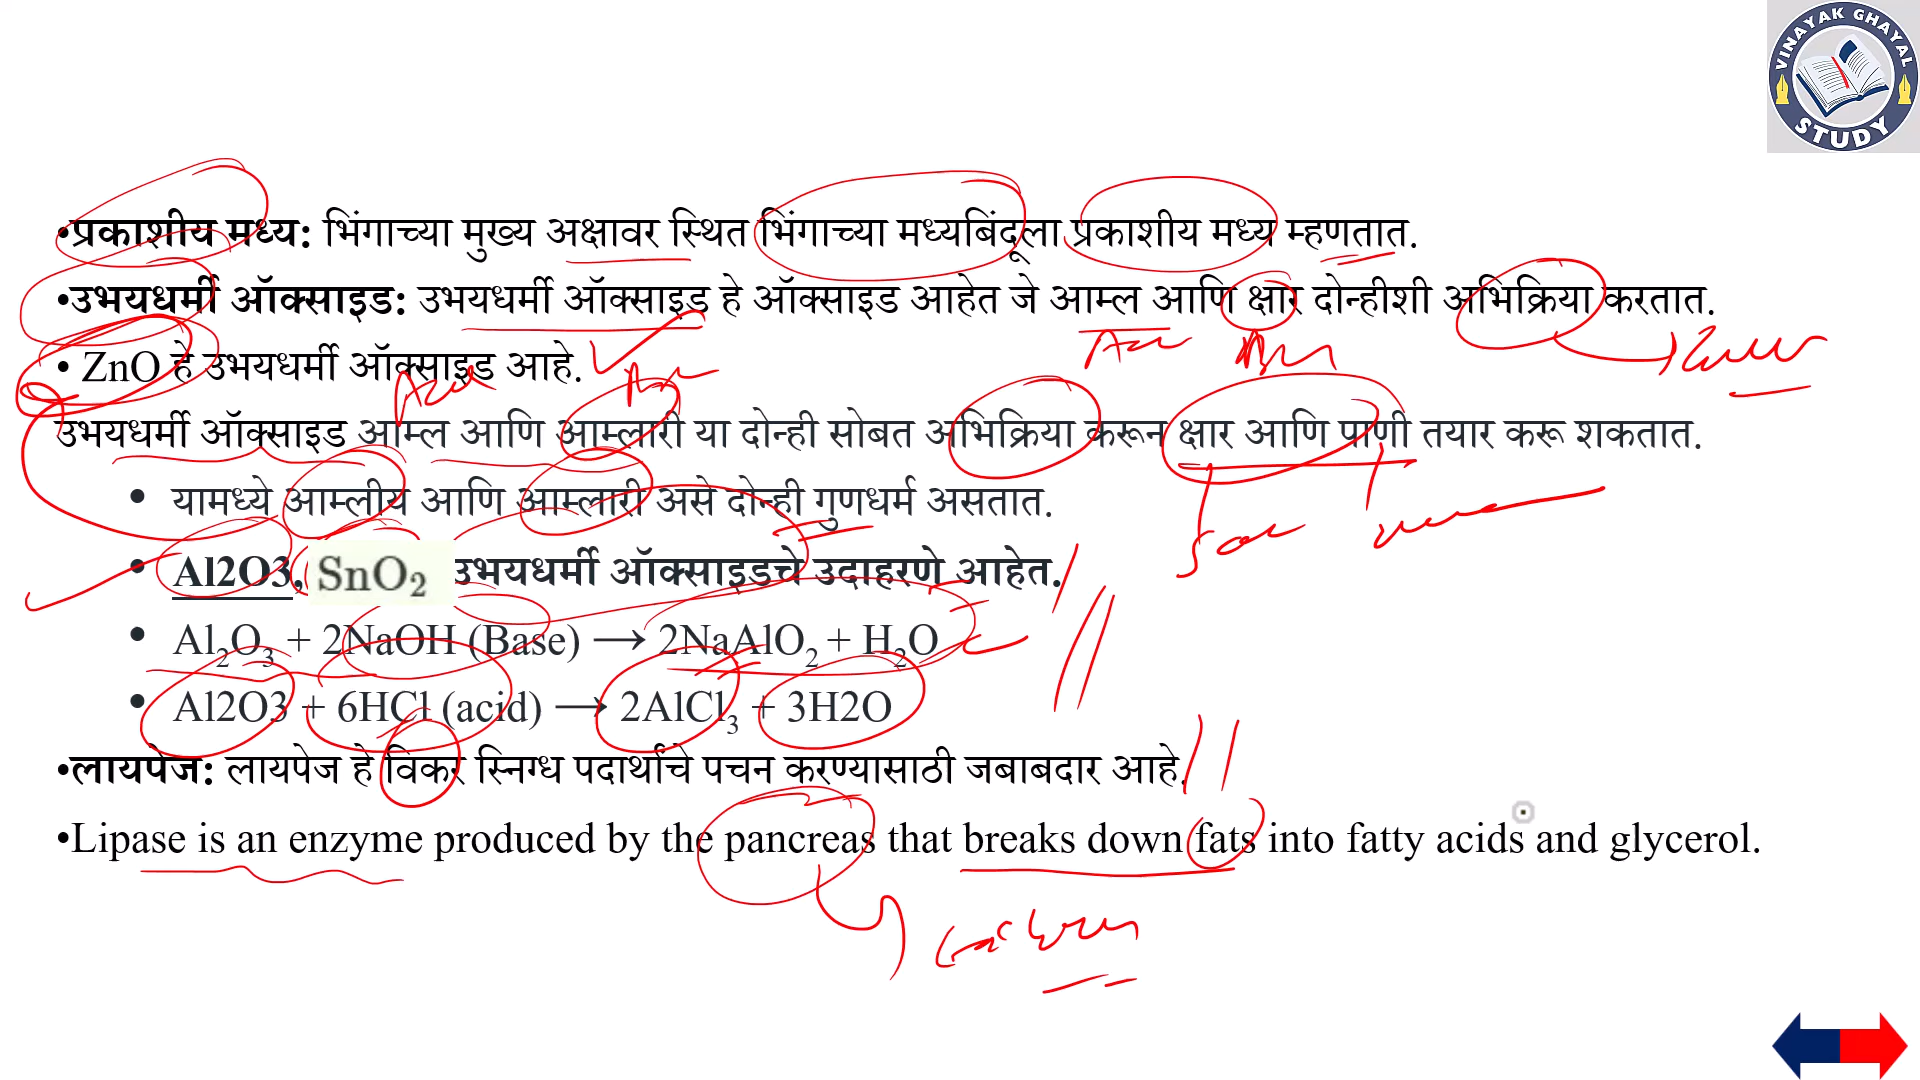 VINAYAK GHAYAL
STUDY
•प्रकाशीय मध्य: भिंगाच्या मुख्य अक्षावर स्थित भिंगाच्या मध्यबिंदूला प्रकाशीय मध्य म्हणतात.
•उभयधर्मी ऑक्साइड: उभयधर्मी ऑक्साइड हे ऑक्साइड आहेत जे आम्ल आणि क्षार दोन्हीशी अभिक्रिया करतात.
• ZnO हे उभयधर्मी ऑक्साइड आहे.
उभयधर्मी ऑक्साइड आम्ल आणि आम्लारी या दोन्ही सोबत अभिक्रिया करून क्षार आणि पाणी तयार करू शकतात.
• यामध्ये आम्लीय आणि आम्लारी असे दोन्ही गुणधर्म असतात.
• Al2O3, SnO₂ उभयधर्मी ऑक्साइडचे उदाहरणे आहेत.
• Al₂O₃ + 2NaOH (Base) → 2NaAlO₂ + H₂O
• Al2O3 + 6HCl (acid) → 2AlCl₃ + 3H2O
•लायपेज: लायपेज हे विकर स्निग्ध पदार्थांचे पचन करण्यासाठी जबाबदार आहे.
•Lipase is an enzyme produced by the pancreas that breaks down fats into fatty acids and glycerol.